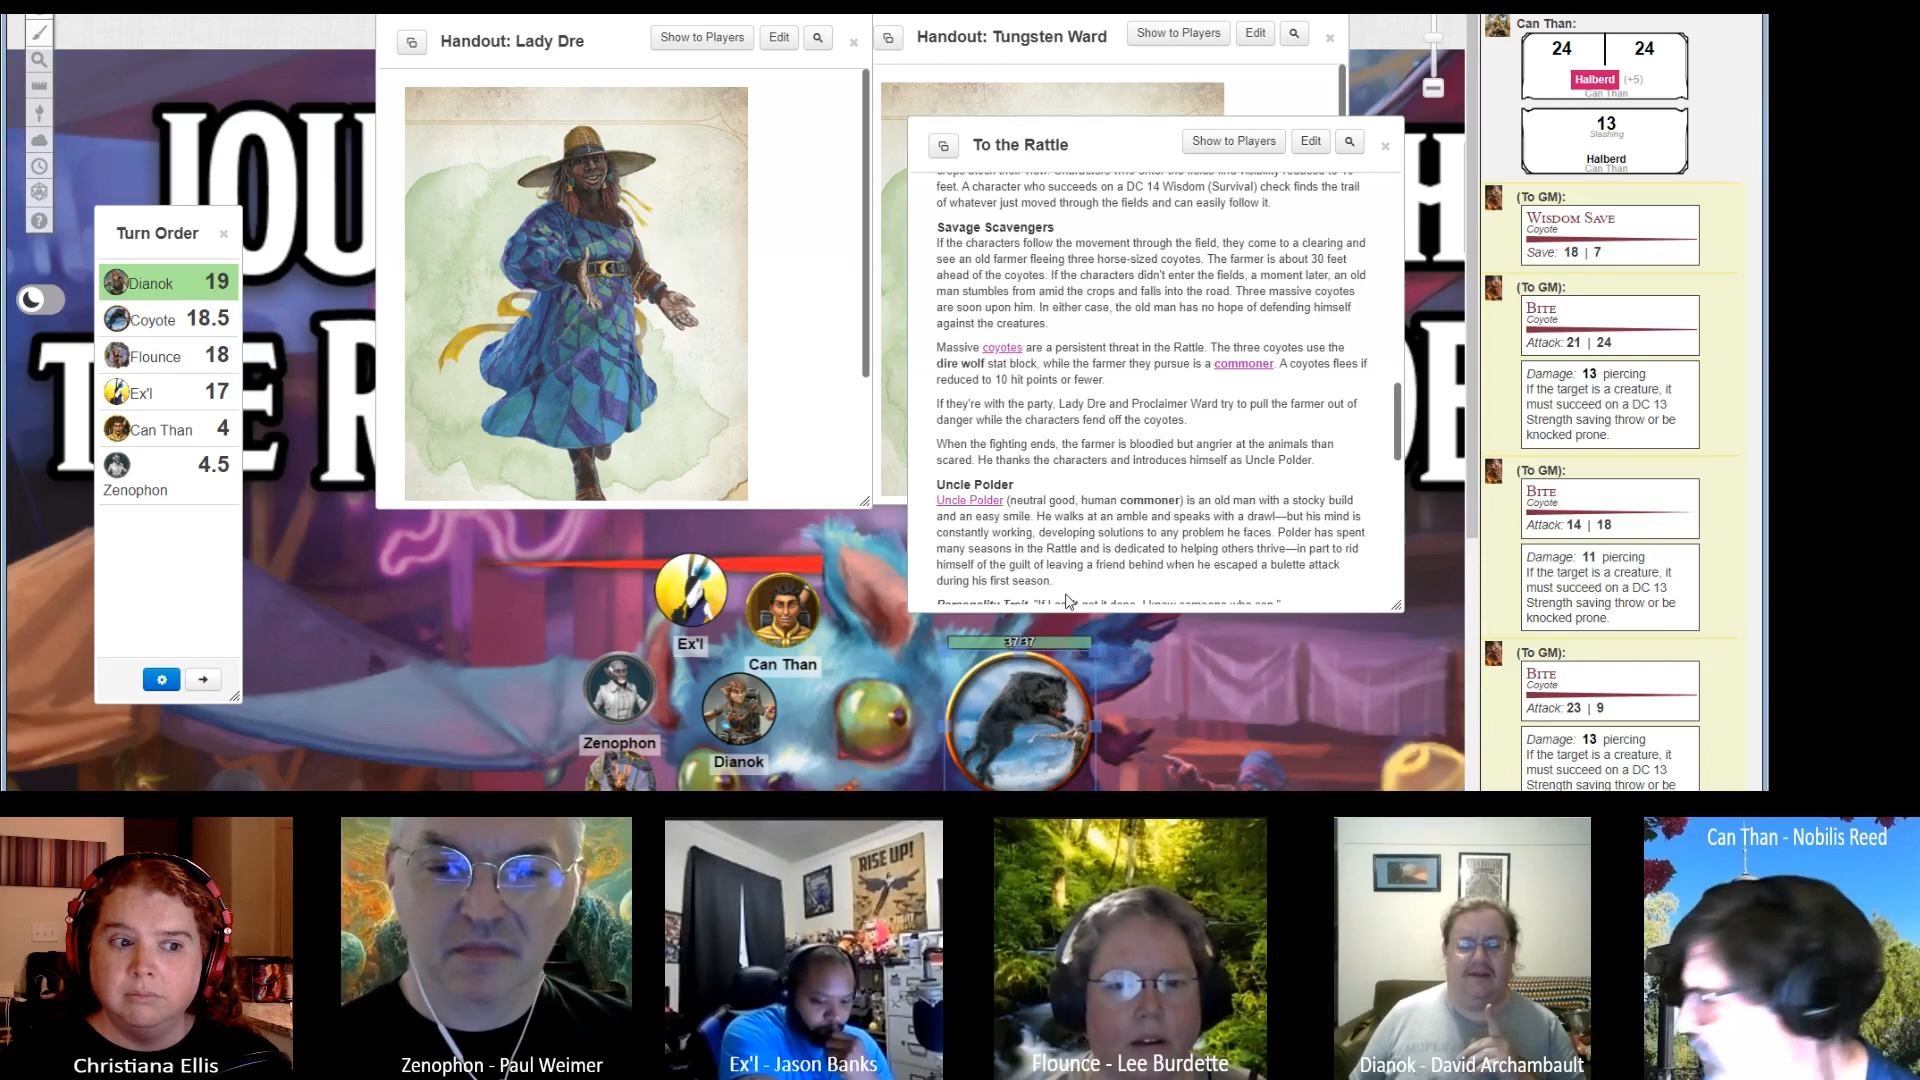 Handout: Lady Dre
Show to Players
Edit
Handout: Tungsten Ward
Show to Players
Edit
Can Than:
24
24
Halberd (+5)
Can Than
13
Slashing
Halberd
Can Than
JOU
H
THE R
To the Rattle
Show to Players
Edit
feet. A character who succeeds on a DC 14 Wisdom (Survival) check finds the trail
of whatever just moved through the fields and can easily follow it.
Savage Scavengers
If the characters follow the movement through the field, they come to a clearing and
see an old farmer fleeing three horse-sized coyotes. The farmer is about 30 feet
ahead of the coyotes. If the characters didn't enter the fields, a moment later, an old
man stumbles from amid the crops and falls into the road. Three massive coyotes
are soon upon him. In either case, the old man has no hope of defending himself
against the creatures.
Massive coyotes are a persistent threat in the Rattle. The three coyotes use the
dire wolf stat block, while the farmer they pursue is a commoner. A coyotes flees if
reduced to 10 hit points or fewer.
If they're with the party, Lady Dre and Proclaimer Ward try to pull the farmer out of
danger while the characters fend off the coyotes.
When the fighting ends, the farmer is bloodied but angrier at the animals than
scared. He thanks the characters and introduces himself as Uncle Polder.
Uncle Polder
Uncle Polder (neutral good, human commoner) is an old man with a stocky build
and an easy smile. He walks at an amble and speaks with a drawl—but his mind is
constantly working, developing solutions to any problem he faces. Polder has spent
many seasons in the Rattle and is dedicated to helping others thrive—in part to rid
himself of the guilt of leaving a friend behind when he escaped a bulette attack
during his first season.
Turn Order
Dianok 19
Coyote 18.5
Flounce 18
Ex'l 17
Can Than 4
4.5
Zenophon
(To GM):
WISDOM SAVE
Coyote
Save: 18 | 7
(To GM):
BITE
Coyote
Attack: 21 | 24
Damage: 13 piercing
If the target is a creature, it
must succeed on a DC 13
Strength saving throw or be
knocked prone.
(To GM):
BITE
Coyote
Attack: 14 | 18
Damage: 11 piercing
If the target is a creature, it
must succeed on a DC 13
Strength saving throw or be
knocked prone.
(To GM):
BITE
Coyote
Attack: 23 | 9
Damage: 13 piercing
If the target is a creature, it
must succeed on a DC 13
Strength saving throw or be
Ex'l
Can Than
Zenophon
Dianok
37/37
RISE UP!
Christiana Ellis
Zenophon - Paul Weimer
Ex'l - Jason Banks
Flounce - Lee Burdette
Dianok - David Archambault
Can Than - Nobilis Reed